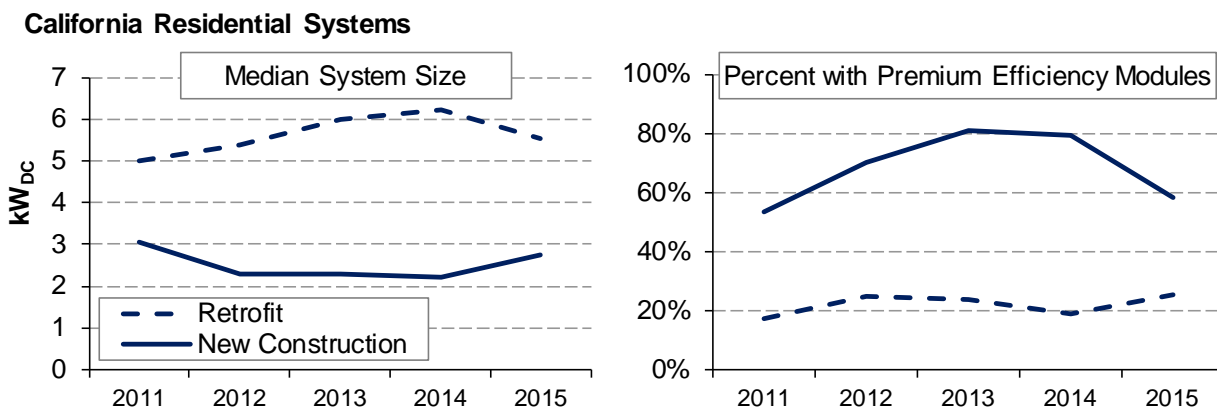 California Residential Systems
Median System Size
7
6
5
4
3
2
1
0
kWDC
Retrofit
New Construction
2011 2012 2013 2014 2015
Percent with Premium Efficiency Modules
100%
80%
60%
40%
20%
0%
2011 2012 2013 2014 2015